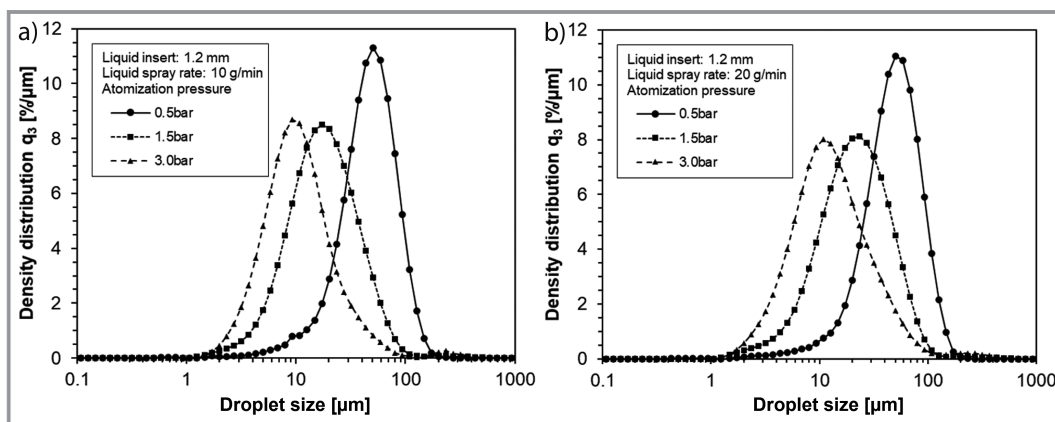 a)
Density distribution q₃ [%/µm]
12
10
8
6
4
2
0
Liquid insert: 1.2 mm
Liquid spray rate: 10 g/min
Atomization pressure
0.5bar
1.5bar
3.0bar
0.1
1
10
100
1000
Droplet size [µm]
b)
Density distribution q₃ [%/µm]
12
10
8
6
4
2
0
Liquid insert: 1.2 mm
Liquid spray rate: 20 g/min
Atomization pressure
0.5bar
1.5bar
3.0bar
0.1
1
10
100
1000
Droplet size [µm]